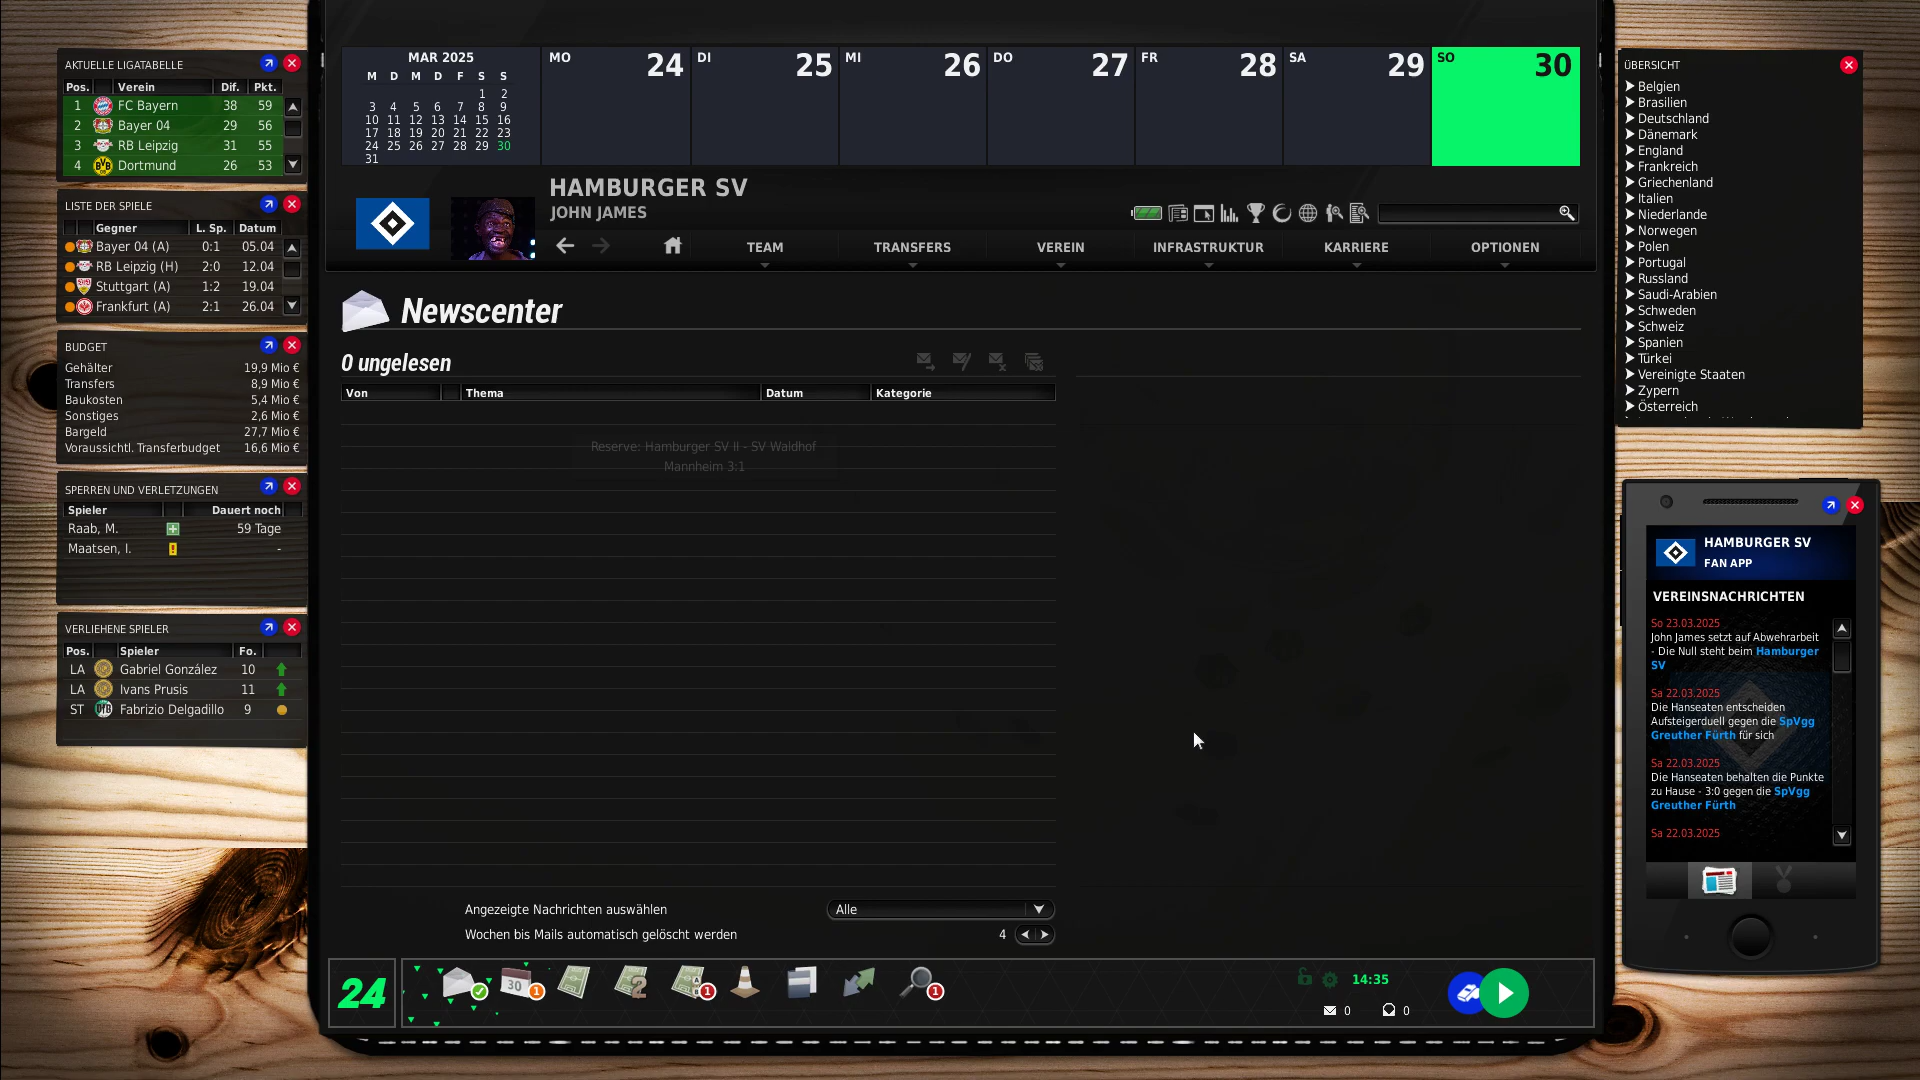 AKTUELLE LIGATABELLE
Pos. Verein Dif. Pkt.
1 FC Bayern 38 59
2 Bayer 04 29 56
3 RB Leipzig 31 55
4 Dortmund 26 53
LISTE DER SPIELE
Gegner L. Sp. Datum
Bayer 04 (A) 0:1 05.04
RB Leipzig (H) 2:0 12.04
Stuttgart (A) 1:2 19.04
Frankfurt (A) 2:1 26.04
BUDGET
Gehälter 19,9 Mio €
Transfers 8,9 Mio €
Baukosten 5,4 Mio €
Sonstiges 2,6 Mio €
Bargeld 27,7 Mio €
Voraussichtl. Transferbudget 16,6 Mio €
SPERREN UND VERLETZUNGEN
Spieler Dauert noch
Raab, M. 59 Tage
Maatsen, I. -
VERLIEHENE SPIELER
Pos. Spieler Fo.
LA Gabriel González 10
LA Ivans Prusis 11
ST Fabrizio Delgadillo 9
MAR 2025
M D M D F S S
1 2
3 4 5 6 7 8 9
10 11 12 13 14 15 16
17 18 19 20 21 22 23
24 25 26 27 28 29 30
31
MO 24 DI 25 MI 26 DO 27 FR 28 SA 29 SO 30
HAMBURGER SV
JOHN JAMES
TEAM TRANSFERS VEREIN INFRASTRUKTUR KARRIERE OPTIONEN
Newscenter
0 ungelesen
Von Thema Datum Kategorie
Reserve: Hamburger SV II - SV Waldhof
Mannheim 3:1
Angezeigte Nachrichten auswählen Alle
Wochen bis Mails automatisch gelöscht werden 4
24
30 1 2 1 1
14:35
0 0
ÜBERSICHT
Belgien
Brasilien
Deutschland
Dänemark
England
Frankreich
Griechenland
Italien
Niederlande
Norwegen
Polen
Portugal
Russland
Saudi-Arabien
Schweden
Schweiz
Spanien
Türkei
Vereinigte Staaten
Zypern
Österreich
HAMBURGER SV
FAN APP
VEREINSNACHRICHTEN
So 23.03.2025
John James setzt auf Abwehrarbeit
- Die Null steht beim Hamburger
SV
Sa 22.03.2025
Die Hanseaten entscheiden
Aufsteigerduell gegen die SpVgg
Greuther Fürth für sich
Sa 22.03.2025
Die Hanseaten behalten die Punkte
zu Hause - 3:0 gegen die SpVgg
Greuther Fürth
Sa 22.03.2025